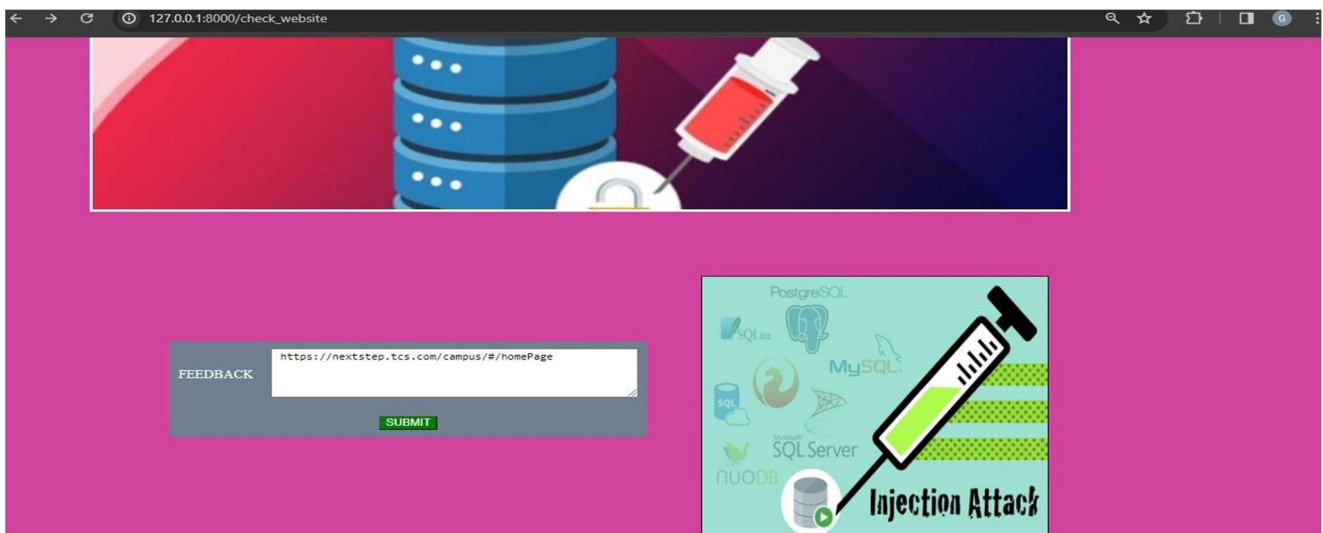 127.0.0.1:8000/check_website
G
FEEDBACK
https://nextstep.tcs.com/campus/#/homePage
SUBMIT
PostgreSQL
SQLite
MySQL
SQL
Microsoft
SQL Server
NUODB
Injection Attack